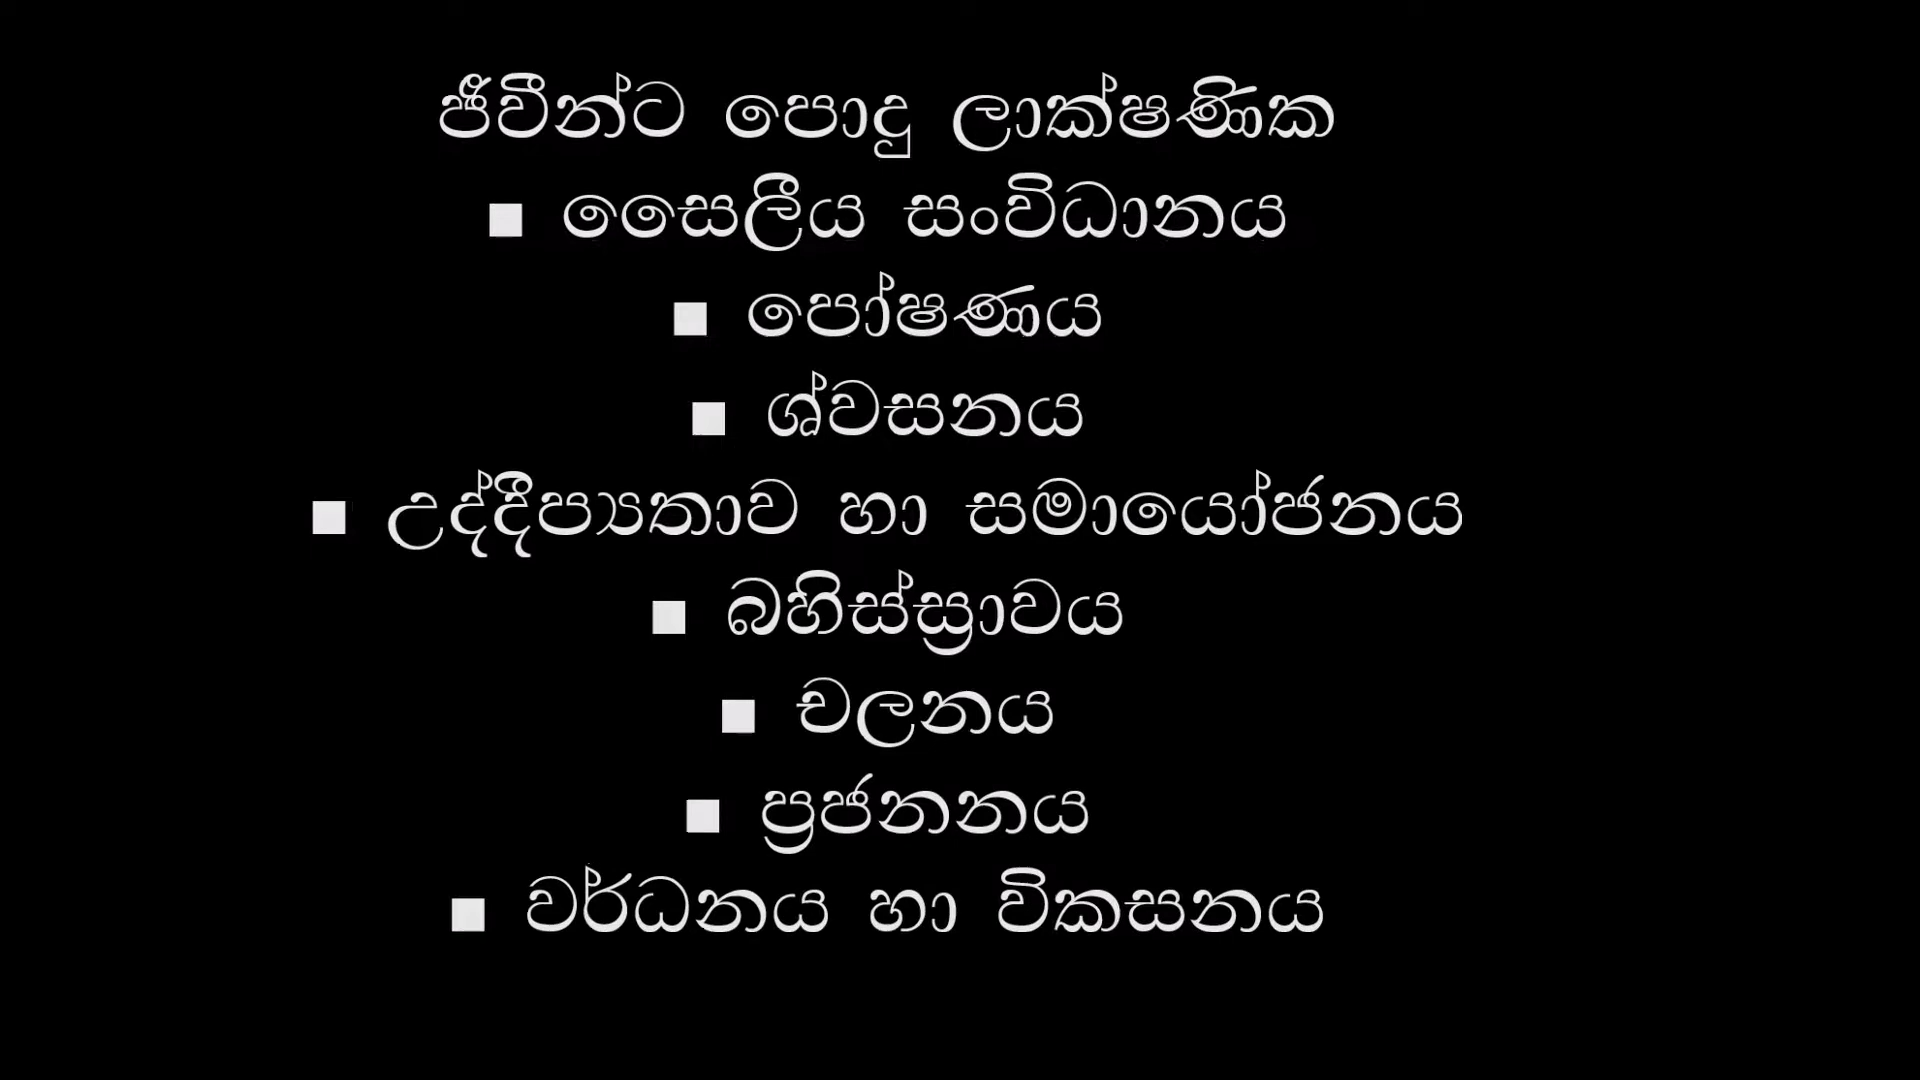 ජීවීන්ට පොදු ලාක්ෂණික
▪ සෛලීය සංවිධානය
▪ පෝෂණය
▪ ශ්වසනය
▪ උද්දීප්‍යතාව හා සමායෝජනය
▪ බහිස්ස්‍රාවය
▪ චලනය
▪ ප්‍රජනනය
▪ වර්ධනය හා විකසනය